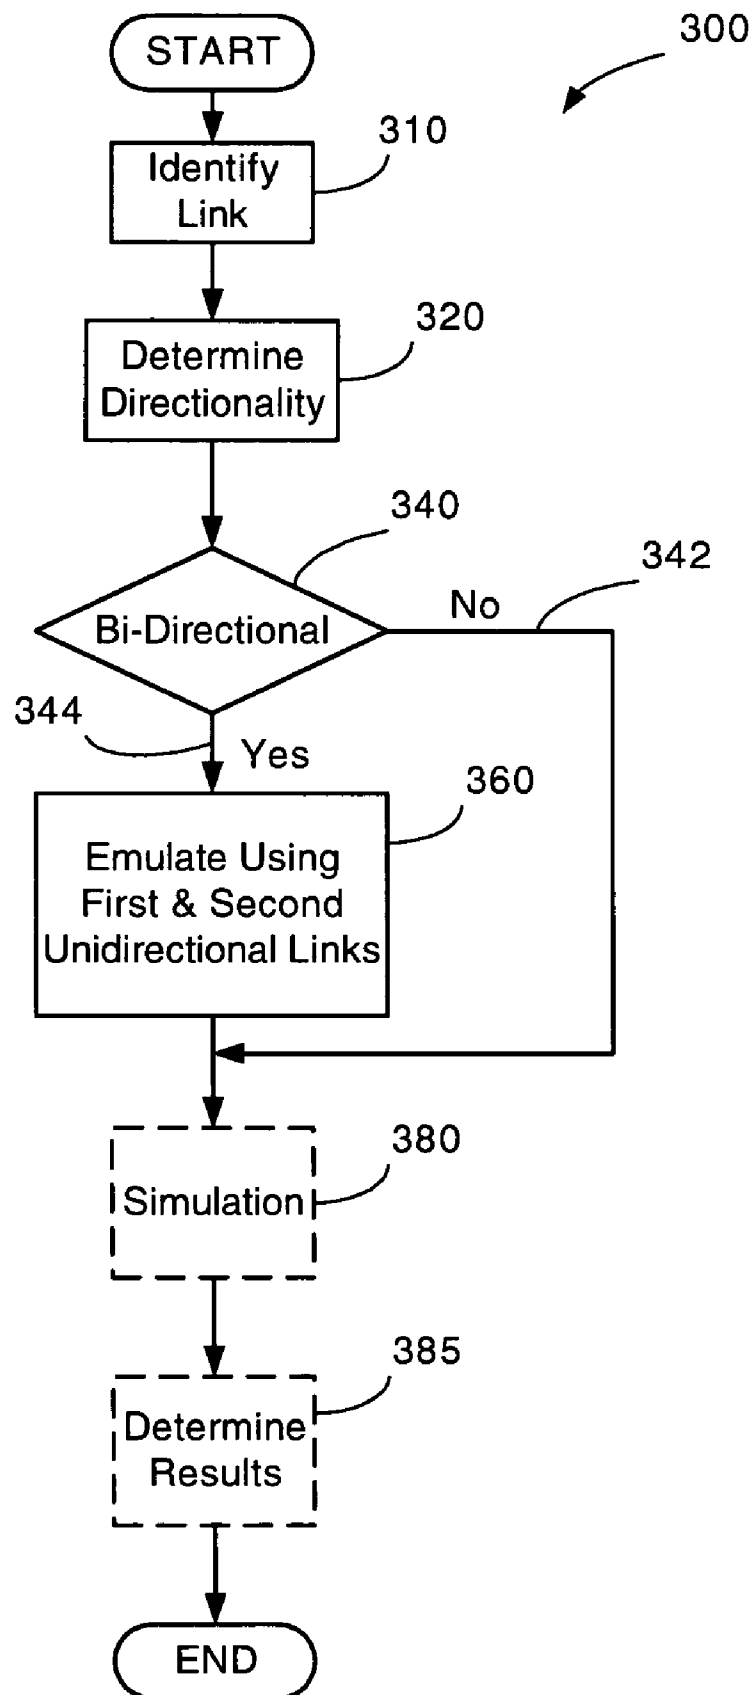 300
START
310
Identify
Link
320
Determine
Directionality
340
342
Bi-Directional
No
344
Yes
360
Emulate Using
First & Second
Unidirectional Links
380
Simulation
385
Determine
Results
END